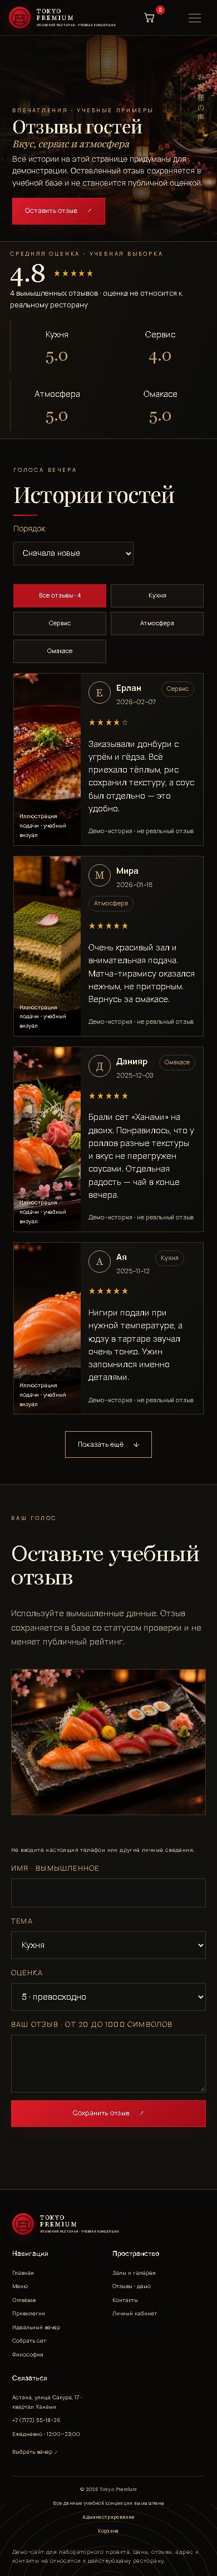 TOKYO
PREMIUM
ЯПОНСКИЙ РЕСТОРАН · УЧЕБНАЯ КОНЦЕПЦИЯ
0
ВПЕЧАТЛЕНИЯ · УЧЕБНЫЕ ПРИМЕРЫ
Отзывы гостей
Вкус, сервис и атмосфера
Все истории на этой странице придуманы для
демонстрации. Оставленный отзыв сохраняется в
учебной базе и не становится публичной оценкой.
Оставить отзыв ↗
СРЕДНЯЯ ОЦЕНКА · УЧЕБНАЯ ВЫБОРКА
4.8 ★★★★★
4 вымышленных отзывов · оценка не относится к
реальному ресторану
Кухня
5.0
Сервис
4.0
Атмосфера
5.0
Омакасе
5.0
ГОЛОСА ВЕЧЕРА
Истории гостей
Порядок
Сначала новые
Все отзывы · 4
Кухня
Сервис
Атмосфера
Омакасе
Иллюстрация
подачи · учебный
визуал
Е
Ерлан
2026-02-07
Сервис
★★★★☆
Заказывали донбури с
угрём и гёдза. Всё
приехало тёплым, рис
сохранил текстуру, а соус
был отдельно — это
удобно.
Демо-история · не реальный отзыв
Иллюстрация
подачи · учебный
визуал
М
Мира
2026-01-18
Атмосфера
★★★★★
Очень красивый зал и
внимательная подача.
Матча-тирамису оказался
нежным, не приторным.
Вернусь за омакасе.
Демо-история · не реальный отзыв
Иллюстрация
подачи · учебный
визуал
Д
Данияр
2025-12-03
Омакасе
★★★★★
Брали сет «Ханами» на
двоих. Понравилось, что у
роллов разные текстуры
и вкус не перегружен
соусами. Отдельная
радость — чай в конце
вечера.
Демо-история · не реальный отзыв
Иллюстрация
подачи · учебный
визуал
А
Ая
2025-11-12
Кухня
★★★★★
Нигири подали при
нужной температуре, а
юдзу в тартаре звучал
очень тонко. Ужин
запомнился именно
деталями.
Демо-история · не реальный отзыв
Показать ещё ↓
ВАШ ГОЛОС
Оставьте учебный
отзыв
Используйте вымышленные данные. Отзыв
сохраняется в базе со статусом проверки и не
меняет публичный рейтинг.
Не вводите настоящий телефон или другие личные сведения.
ИМЯ · ВЫМЫШЛЕННОЕ
ТЕМА
Кухня
ОЦЕНКА
5 · превосходно
ВАШ ОТЗЫВ · ОТ 20 ДО 1000 СИМВОЛОВ
Сохранить отзыв ↗
TOKYO
PREMIUM
ЯПОНСКИЙ РЕСТОРАН · УЧЕБНАЯ КОНЦЕПЦИЯ
Навигация
Главная
Меню
Omakase
Привилегии
Идеальный вечер
Собрать сет
Философия
Пространство
Залы и галерея
Отзывы · демо
Контакты
Личный кабинет
Связаться
Астана, улица Сакура, 17 ·
квартал Ханами
+7 (7172) 55-18-26
Ежедневно · 12:00–23:00
Выбрать вечер ↗
© 2026 Tokyo Premium
Все данные учебной концепции вымышлены
Администрирование
Корзина
Демо-сайт для лабораторного проекта. Цены, отзывы, адрес и
контакты не относятся к действующему ресторану.